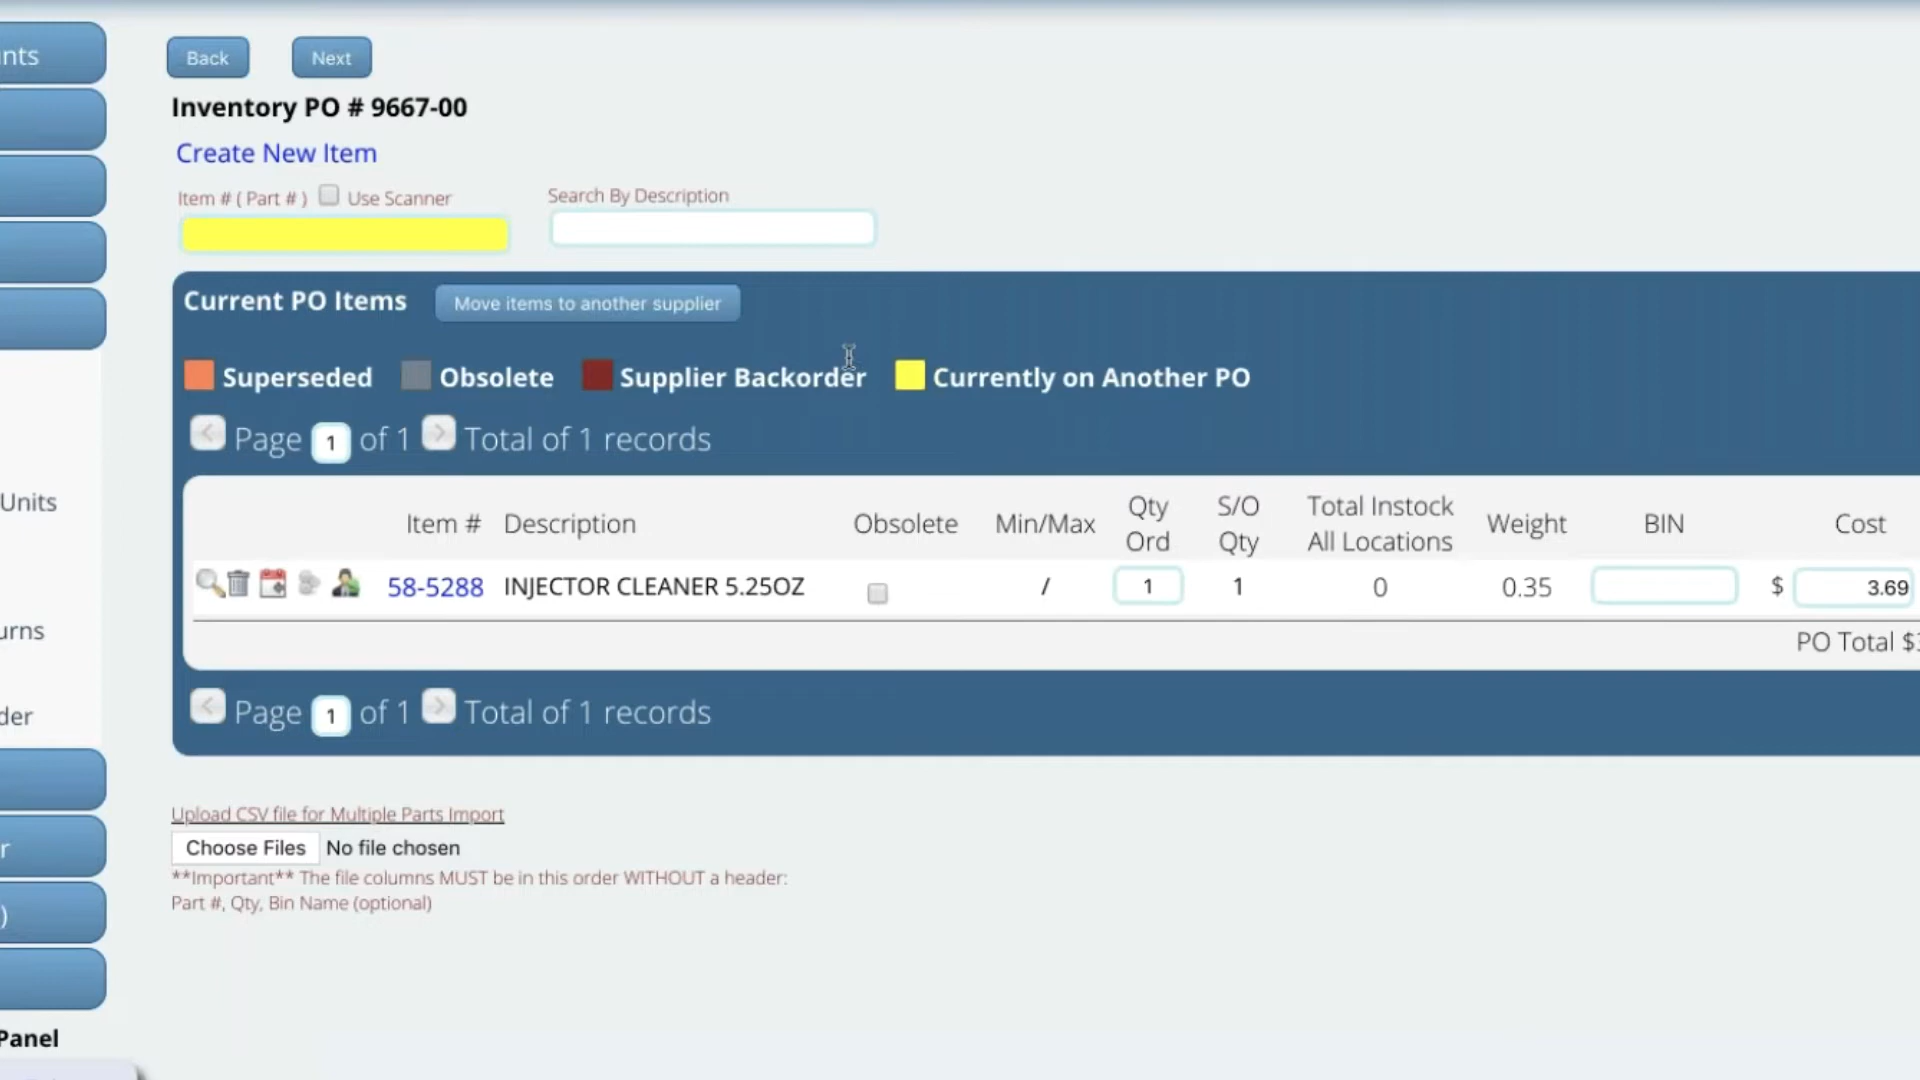 nts
Back Next
Inventory PO # 9667-00
Create New Item
Item # ( Part # ) Use Scanner Search By Description
Current PO Items Move items to another supplier
Superseded Obsolete Supplier Backorder Currently on Another PO
Page 1 of 1 Total of 1 records
Item # Description Obsolete Min/Max Qty Ord S/O Qty Total Instock All Locations Weight BIN Cost
Units
58-5288 INJECTOR CLEANER 5.25OZ / 1 1 0 0.35 $ 3.69
urns
PO Total $3
der
Page 1 of 1 Total of 1 records
Upload CSV file for Multiple Parts Import
r
Choose Files No file chosen
**Important** The file columns MUST be in this order WITHOUT a header:
Part #, Qty, Bin Name (optional)
)
Panel